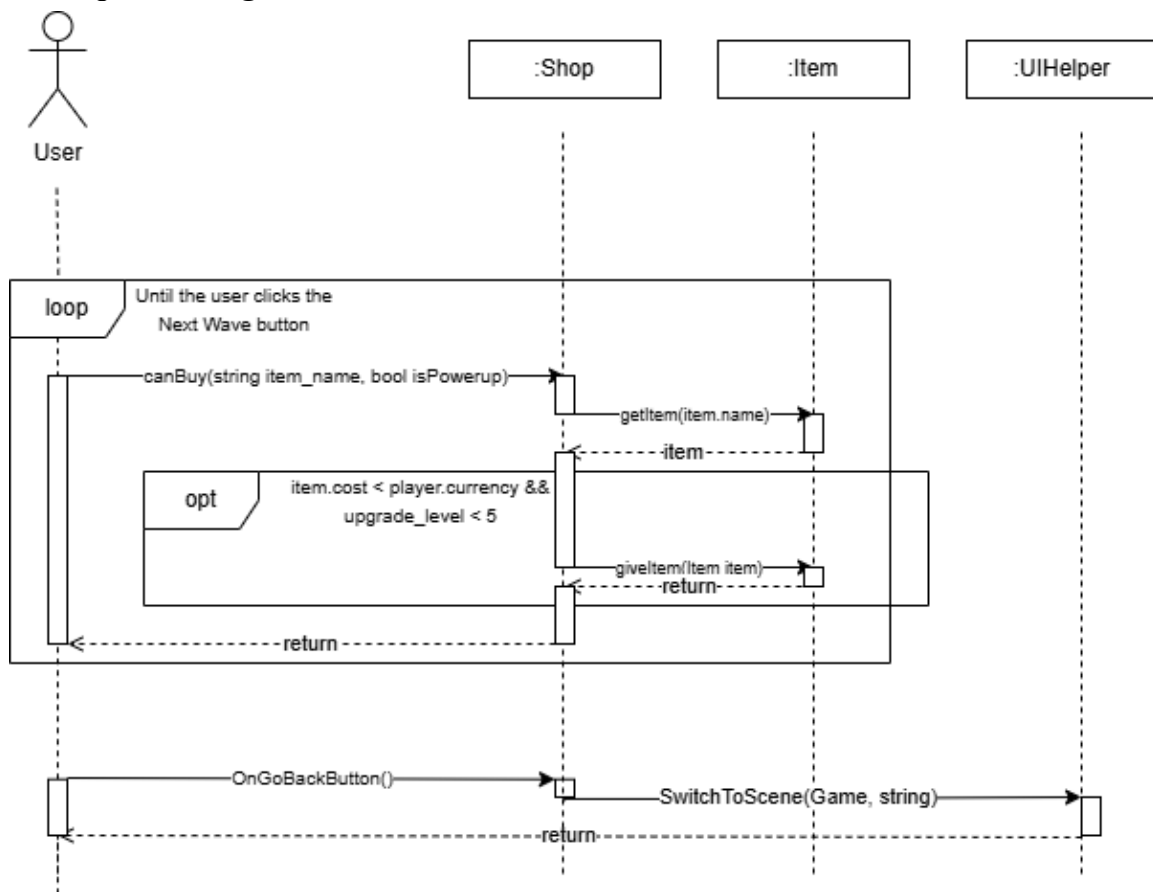 :Shop
:Item
:UIHelper
User
loop
Until the user clicks the
Next Wave button
canBuy(string item_name, bool isPowerup)
getItem(item.name)
item
opt
item.cost < player.currency &&
upgrade_level < 5
giveItem(Item item)
return
return
OnGoBackButton()
SwitchToScene(Game, string)
return